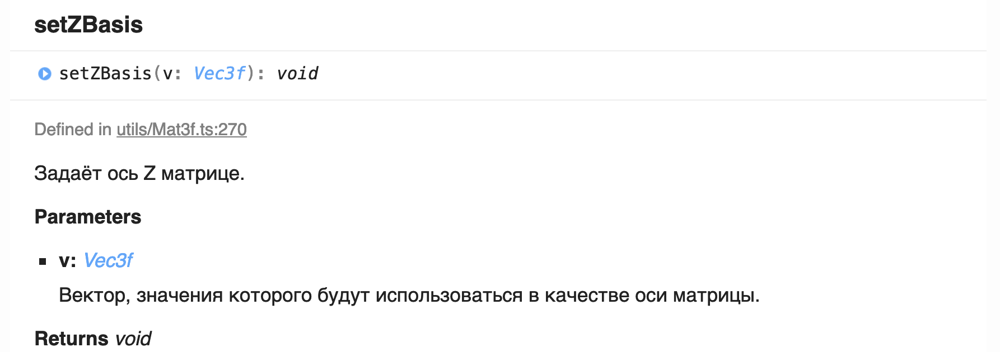 setZBasis
setZBasis(v: Vec3f): void
Defined in utils/Mat3f.ts:270
Задаёт ось Z матрице.
Parameters
v: Vec3f
Вектор, значения которого будут использоваться в качестве оси матрицы.
Returns void